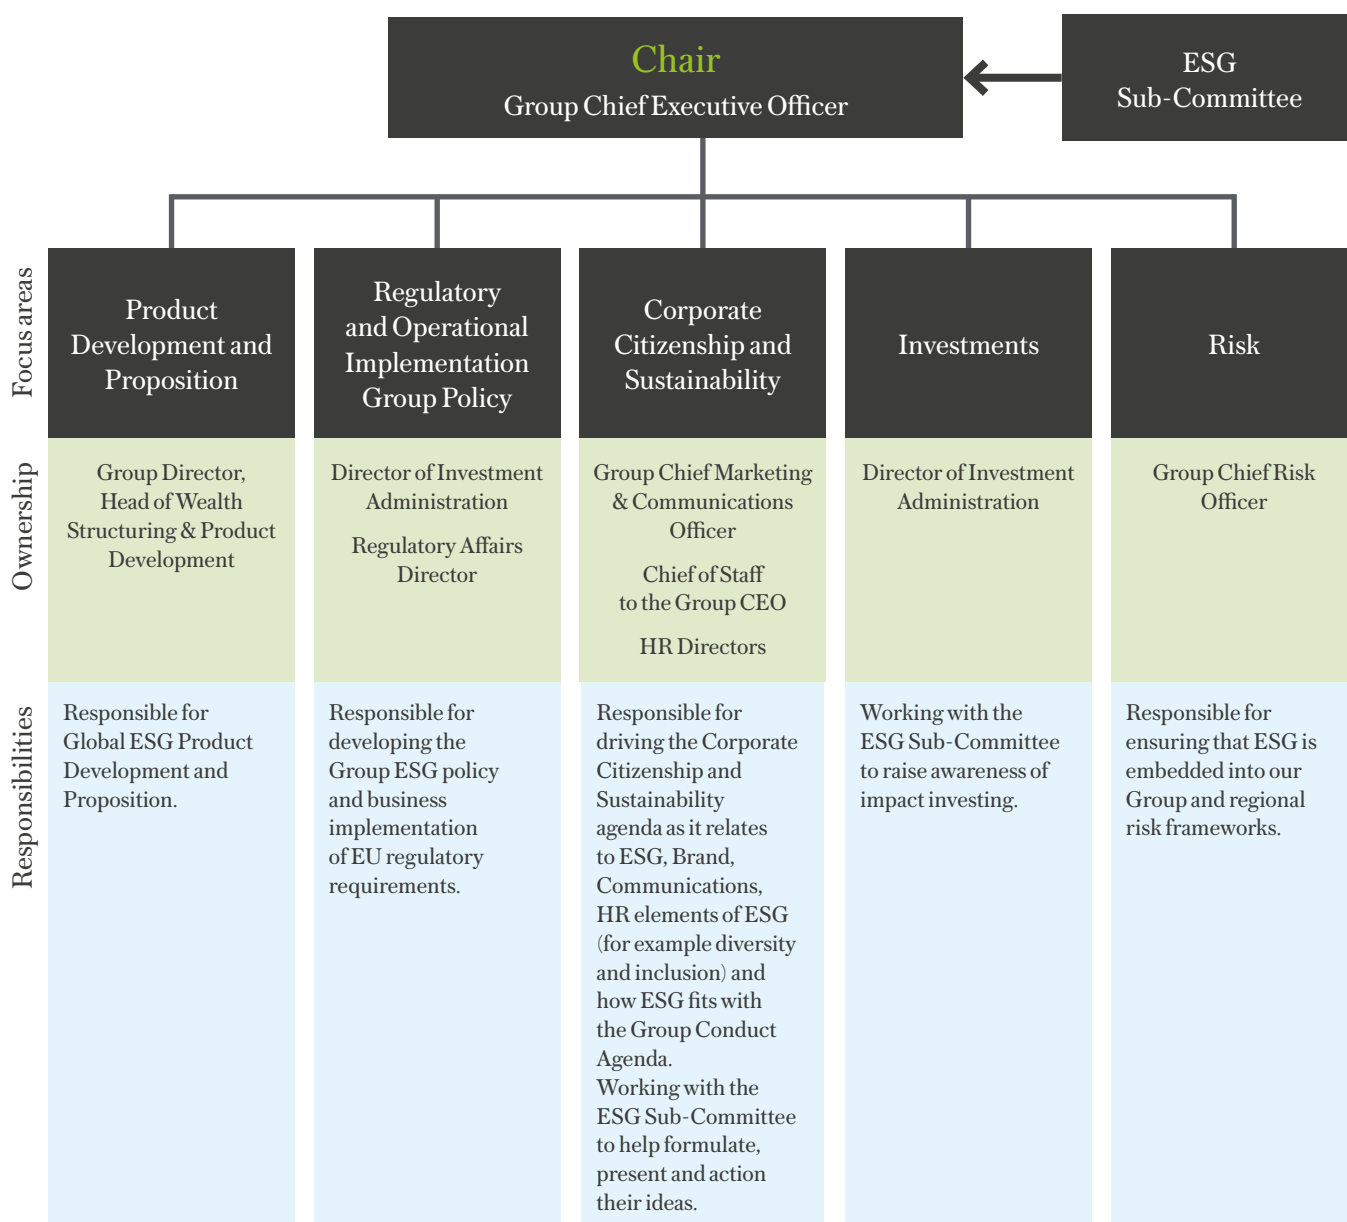 Chair
Group Chief Executive Officer
ESG
Sub-Committee
Focus areas
Product
Development and
Proposition
Regulatory
and Operational
Implementation
Group Policy
Corporate
Citizenship and
Sustainability
Investments
Risk
Ownership
Group Director,
Head of Wealth
Structuring & Product
Development
Director of Investment
Administration
Regulatory Affairs
Director
Group Chief Marketing
& Communications
Officer
Chief of Staff
to the Group CEO
HR Directors
Director of Investment
Administration
Group Chief Risk
Officer
Responsibilities
Responsible for
Global ESG Product
Development and
Proposition.
Responsible for
developing the
Group ESG policy
and business
implementation
of EU regulatory
requirements.
Responsible for
driving the Corporate
Citizenship and
Sustainability
agenda as it relates
to ESG, Brand,
Communications,
HR elements of ESG
(for example diversity
and inclusion) and
how ESG fits with
the Group Conduct
Agenda.
Working with the
ESG Sub-Committee
to help formulate,
present and action
their ideas.
Working with the
ESG Sub-Committee
to raise awareness of
impact investing.
Responsible for
ensuring that ESG is
embedded into our
Group and regional
risk frameworks.